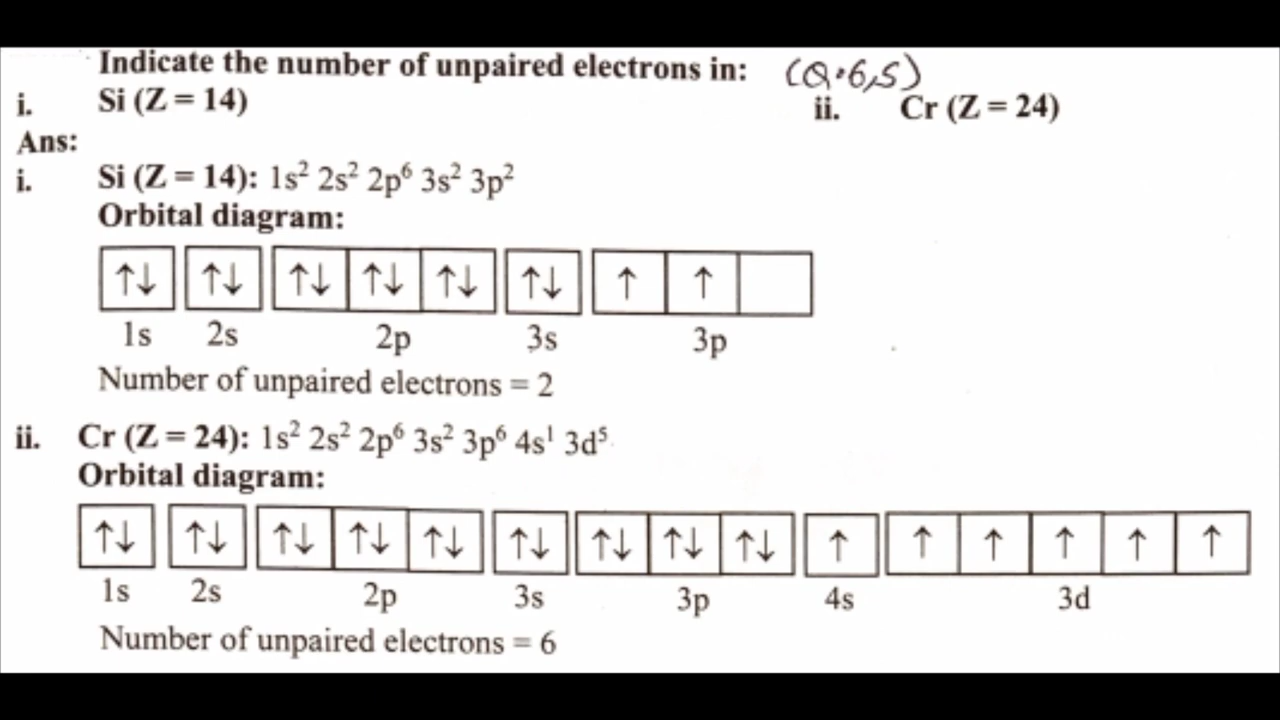 Indicate the number of unpaired electrons in: (Q.6,S)
i. Si (Z = 14) ii. Cr (Z = 24)
Ans:
i. Si (Z = 14): 1s² 2s² 2p⁶ 3s² 3p²
Orbital diagram:
↑↓ ↑↓ ↑↓ ↑↓ ↑↓ ↑↓ ↑ ↑
1s 2s 2p 3s 3p
Number of unpaired electrons = 2
ii. Cr (Z = 24): 1s² 2s² 2p⁶ 3s² 3p⁶ 4s¹ 3d⁵
Orbital diagram:
↑↓ ↑↓ ↑↓ ↑↓ ↑↓ ↑↓ ↑↓ ↑↓ ↑↓ ↑ ↑ ↑ ↑ ↑ ↑
1s 2s 2p 3s 3p 4s 3d
Number of unpaired electrons = 6